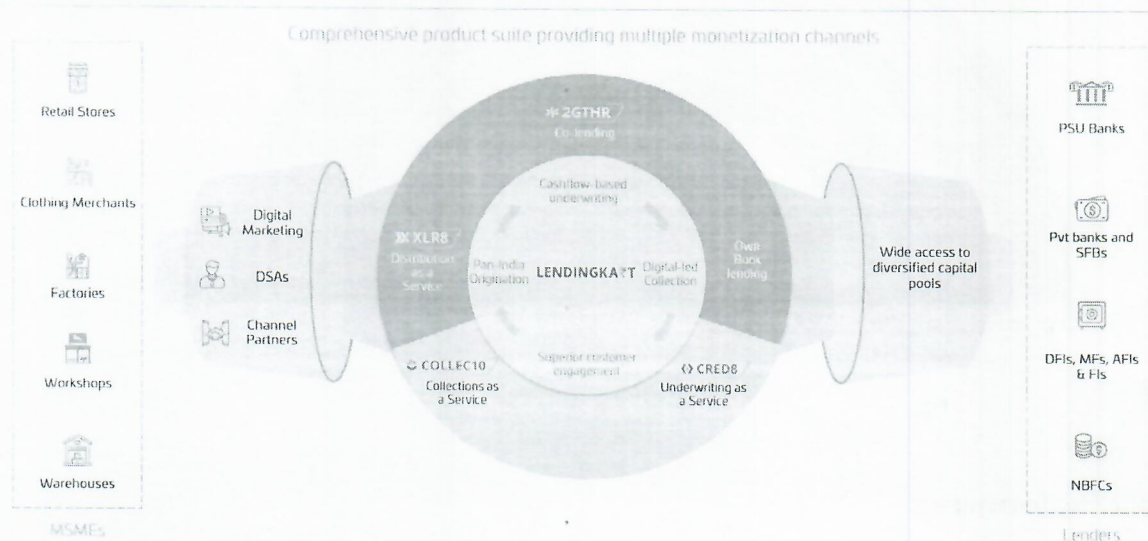 Comprehensive product suite providing multiple monetization channels
Retail Stores
Clothing Merchants
Factories
Workshops
Warehouses
MSMEs
Digital
Marketing
DSAs
Channel
Partners
2GTHR
Co-lending
XLR8
Distribution
as a
Service
Own
Book
lending
COLLEC10
Collections as
a Service
CRED8
Underwriting as
a Service
Cashflow-based
underwriting
Pan-India
Origination
LENDINGKART
Digital-led
Collection
Superior customer
engagement
Wide access to
diversified capital
pools
PSU Banks
Pvt banks and
SFBs
DFIs, MFs, AFIs
& FIs
NBFCs
Lenders